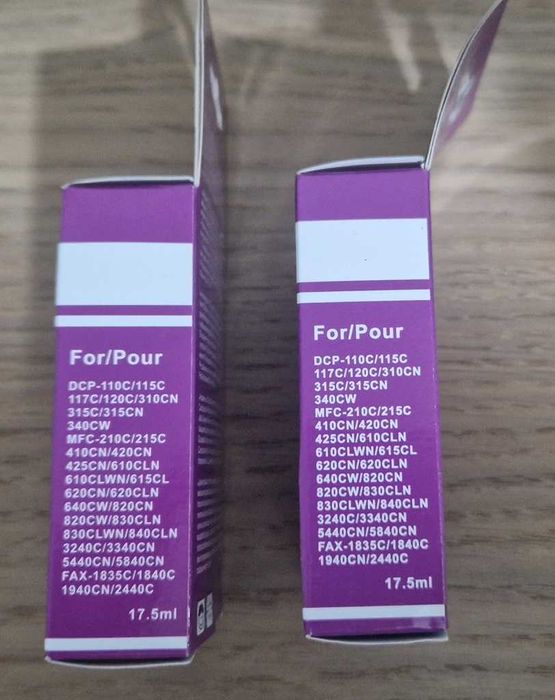 For/Pour
DCP-110C/115C
117C/120C/310CN
315C/315CN
340CW
MFC-210C/215C
410CN/420CN
425CN/610CLN
610CLWN/615CL
620CN/620CLN
640CW/820CN
820CW/830CLN
830CLWN/840CLN
3240C/3340CN
5440CN/5840CN
FAX-1835C/1840C
1940CN/2440C
17.5ml
For/Pour
DCP-110C/115C
117C/120C/310CN
315C/315CN
340CW
MFC-210C/215C
410CN/420CN
425CN/610CLN
610CLWN/615CL
620CN/620CLN
640CW/820CN
820CW/830CLN
830CLWN/840CLN
3240C/3340CN
5440CN/5840CN
FAX-1835C/1840C
1940CN/2440C
17.5ml